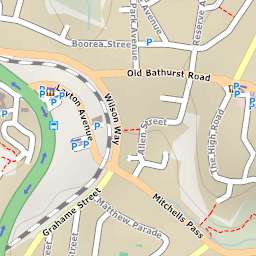 Park Avenue
Reserve A
Boorea Street
Old Bathurst Road
Layton Avenue
Wilson Way
Allen Street
The High Road
Grahame Street
Mitchells Pass
Matthew Parade